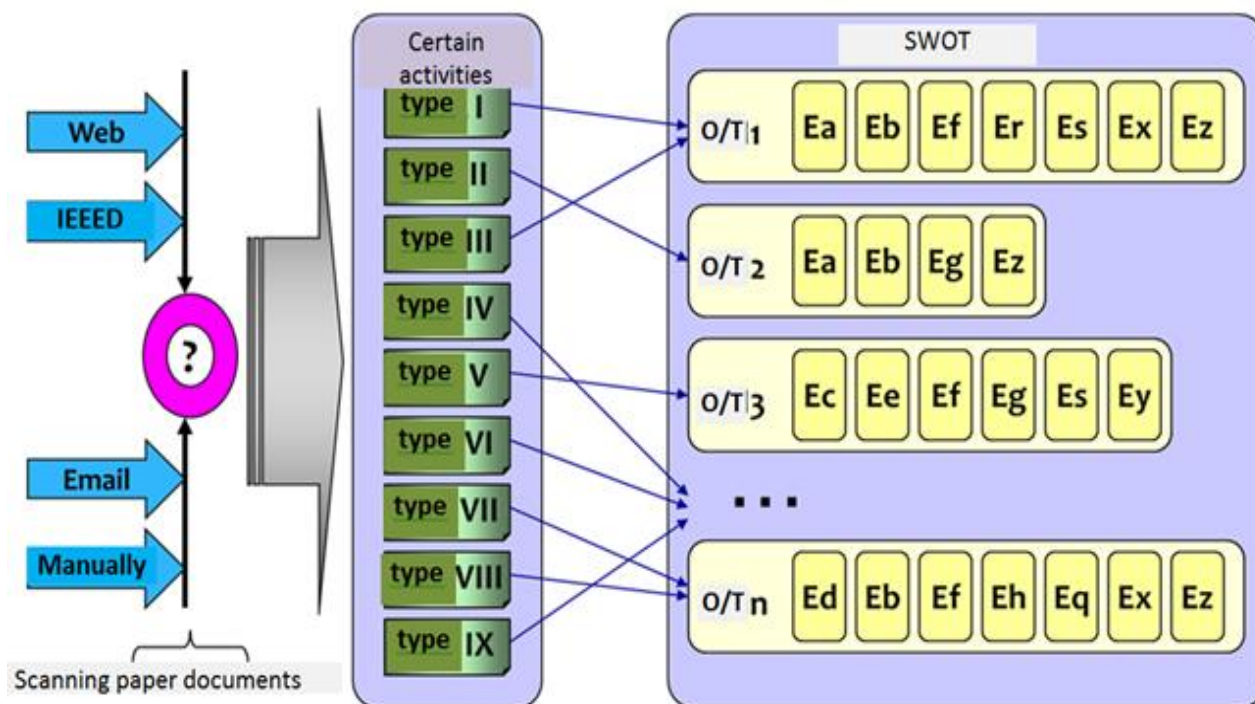 Web
IEEED
?
Email
Manually
Scanning paper documents
Certain
activities
type I
type II
type III
type IV
type V
type VI
type VII
type VIII
type IX
SWOT
O/T 1 Ea Eb Ef Er Es Ex Ez
O/T 2 Ea Eb Eg Ez
O/T 3 Ec Ee Ef Eg Es Ey
...
O/T n Ed Eb Ef Eh Eq Ex Ez